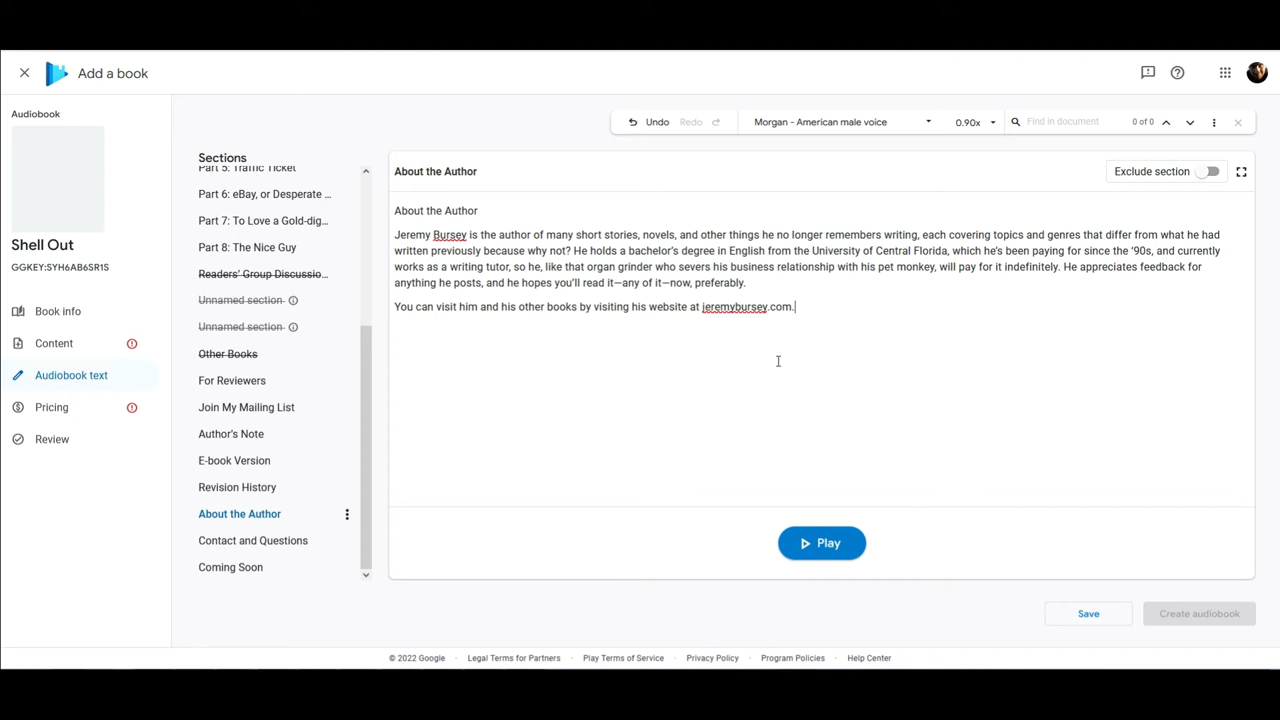 Add a book
Audiobook
Shell Out
GGKEY:SYH6AB6SR1S
Book info
Content
Audiobook text
Pricing
Review
Undo Redo Morgan - American male voice 0.90x Find in document 0 of 0
Sections
Part 5: Traffic Ticket
Part 6: eBay, or Desperate ...
Part 7: To Love a Gold-dig...
Part 8: The Nice Guy
Readers' Group Discussio...
Unnamed section
Unnamed section
Other Books
For Reviewers
Join My Mailing List
Author's Note
E-book Version
Revision History
About the Author
Contact and Questions
Coming Soon
About the Author Exclude section
About the Author
Jeremy Bursey is the author of many short stories, novels, and other things he no longer remembers writing, each covering topics and genres that differ from what he had
written previously because why not? He holds a bachelor's degree in English from the University of Central Florida, which he's been paying for since the '90s, and currently
works as a writing tutor, so he, like that organ grinder who severs his business relationship with his pet monkey, will pay for it indefinitely. He appreciates feedback for
anything he posts, and he hopes you'll read it—any of it—now, preferably.
You can visit him and his other books by visiting his website at jeremybursey.com.
Play
Save Create audiobook
© 2022 Google · Legal Terms for Partners · Play Terms of Service · Privacy Policy · Program Policies · Help Center